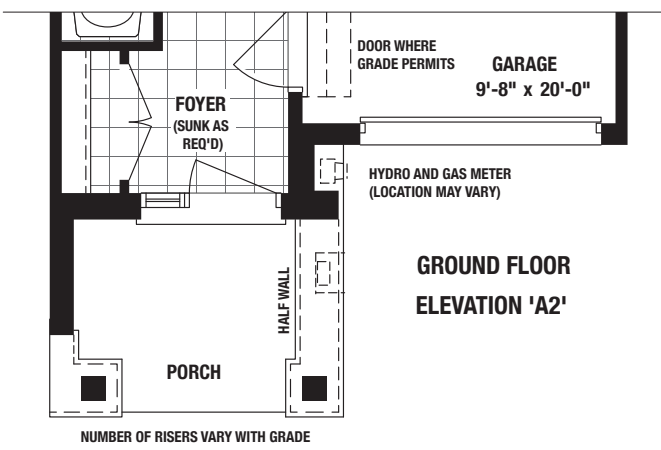 DOOR WHERE
GRADE PERMITS
GARAGE
9'-8" x 20'-0"
FOYER
(SUNK AS
REQ'D)
HYDRO AND GAS METER
(LOCATION MAY VARY)
GROUND FLOOR
ELEVATION 'A2'
HALF WALL
PORCH
NUMBER OF RISERS VARY WITH GRADE